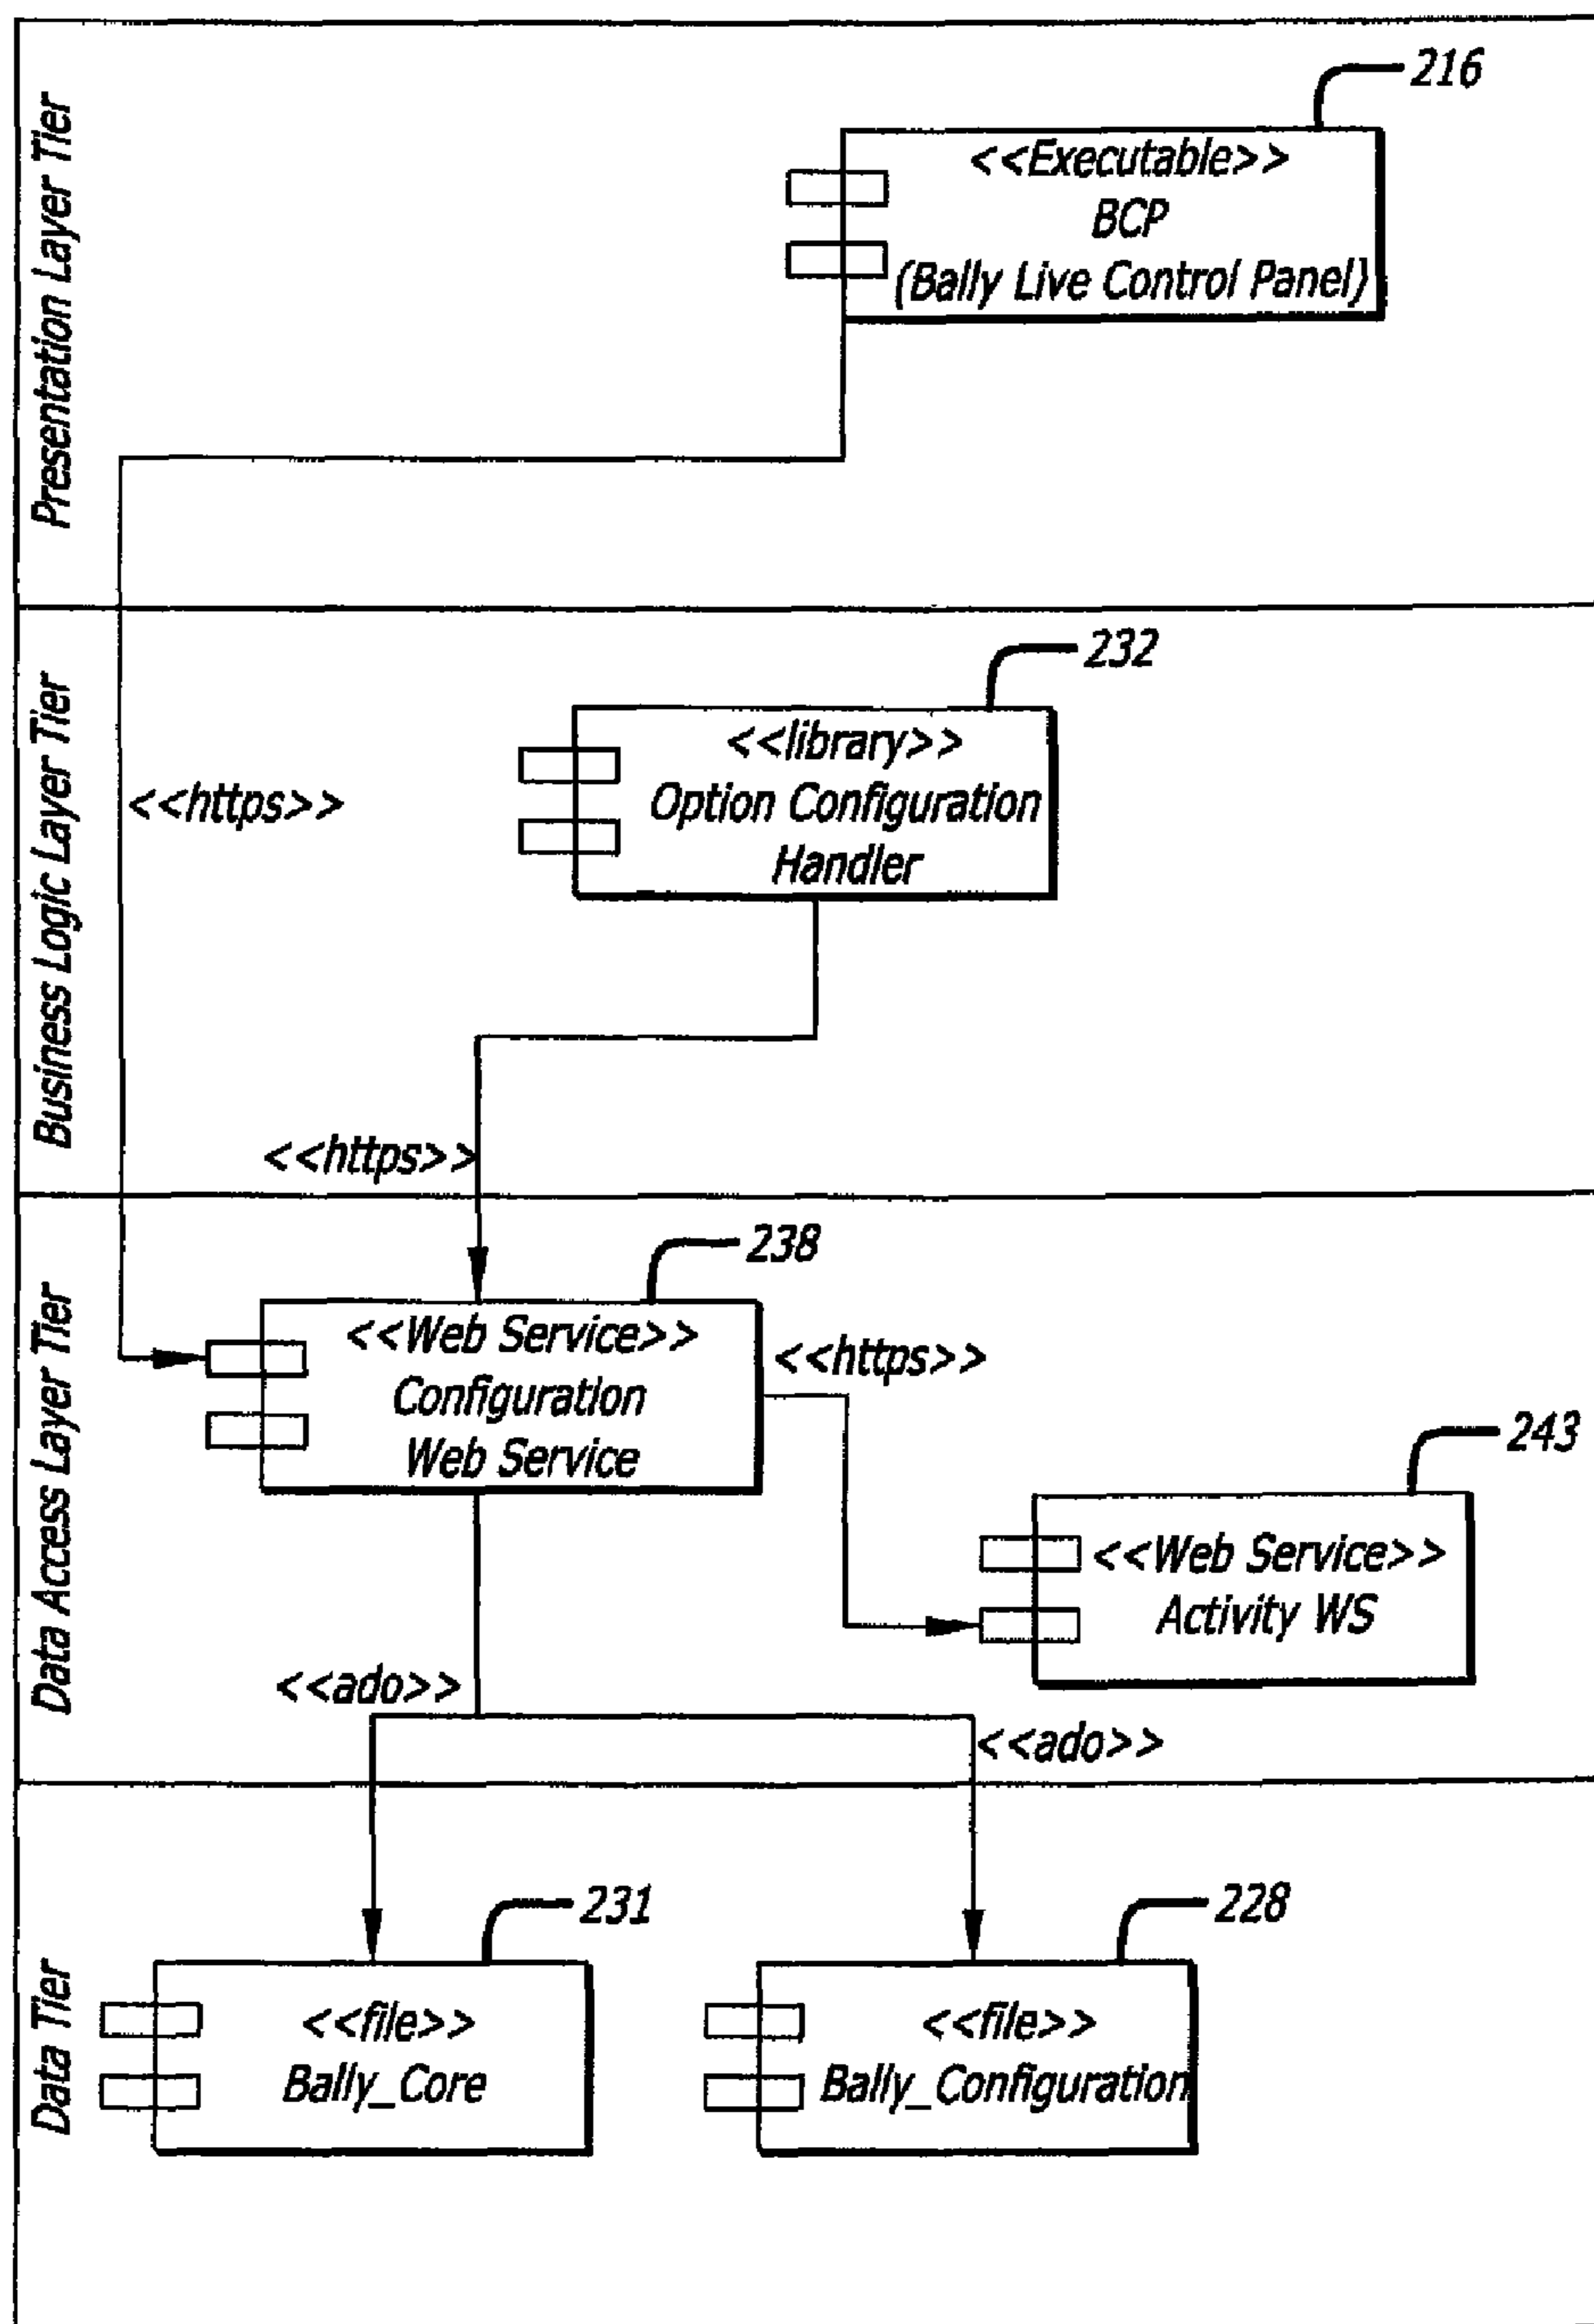 Presentation Layer Tier
216
<<Executable>>
BCP
(Bally Live Control Panel)
Business Logic Layer Tier
232
<<library>>
Option Configuration
Handler
<<https>>
<<https>>
Data Access Layer Tier
238
<<Web Service>>
Configuration
Web Service
<<https>>
243
<<Web Service>>
Activity WS
<<ado>>
<<ado>>
Data Tier
231
<<file>>
Bally_Core
228
<<file>>
Bally_Configuration